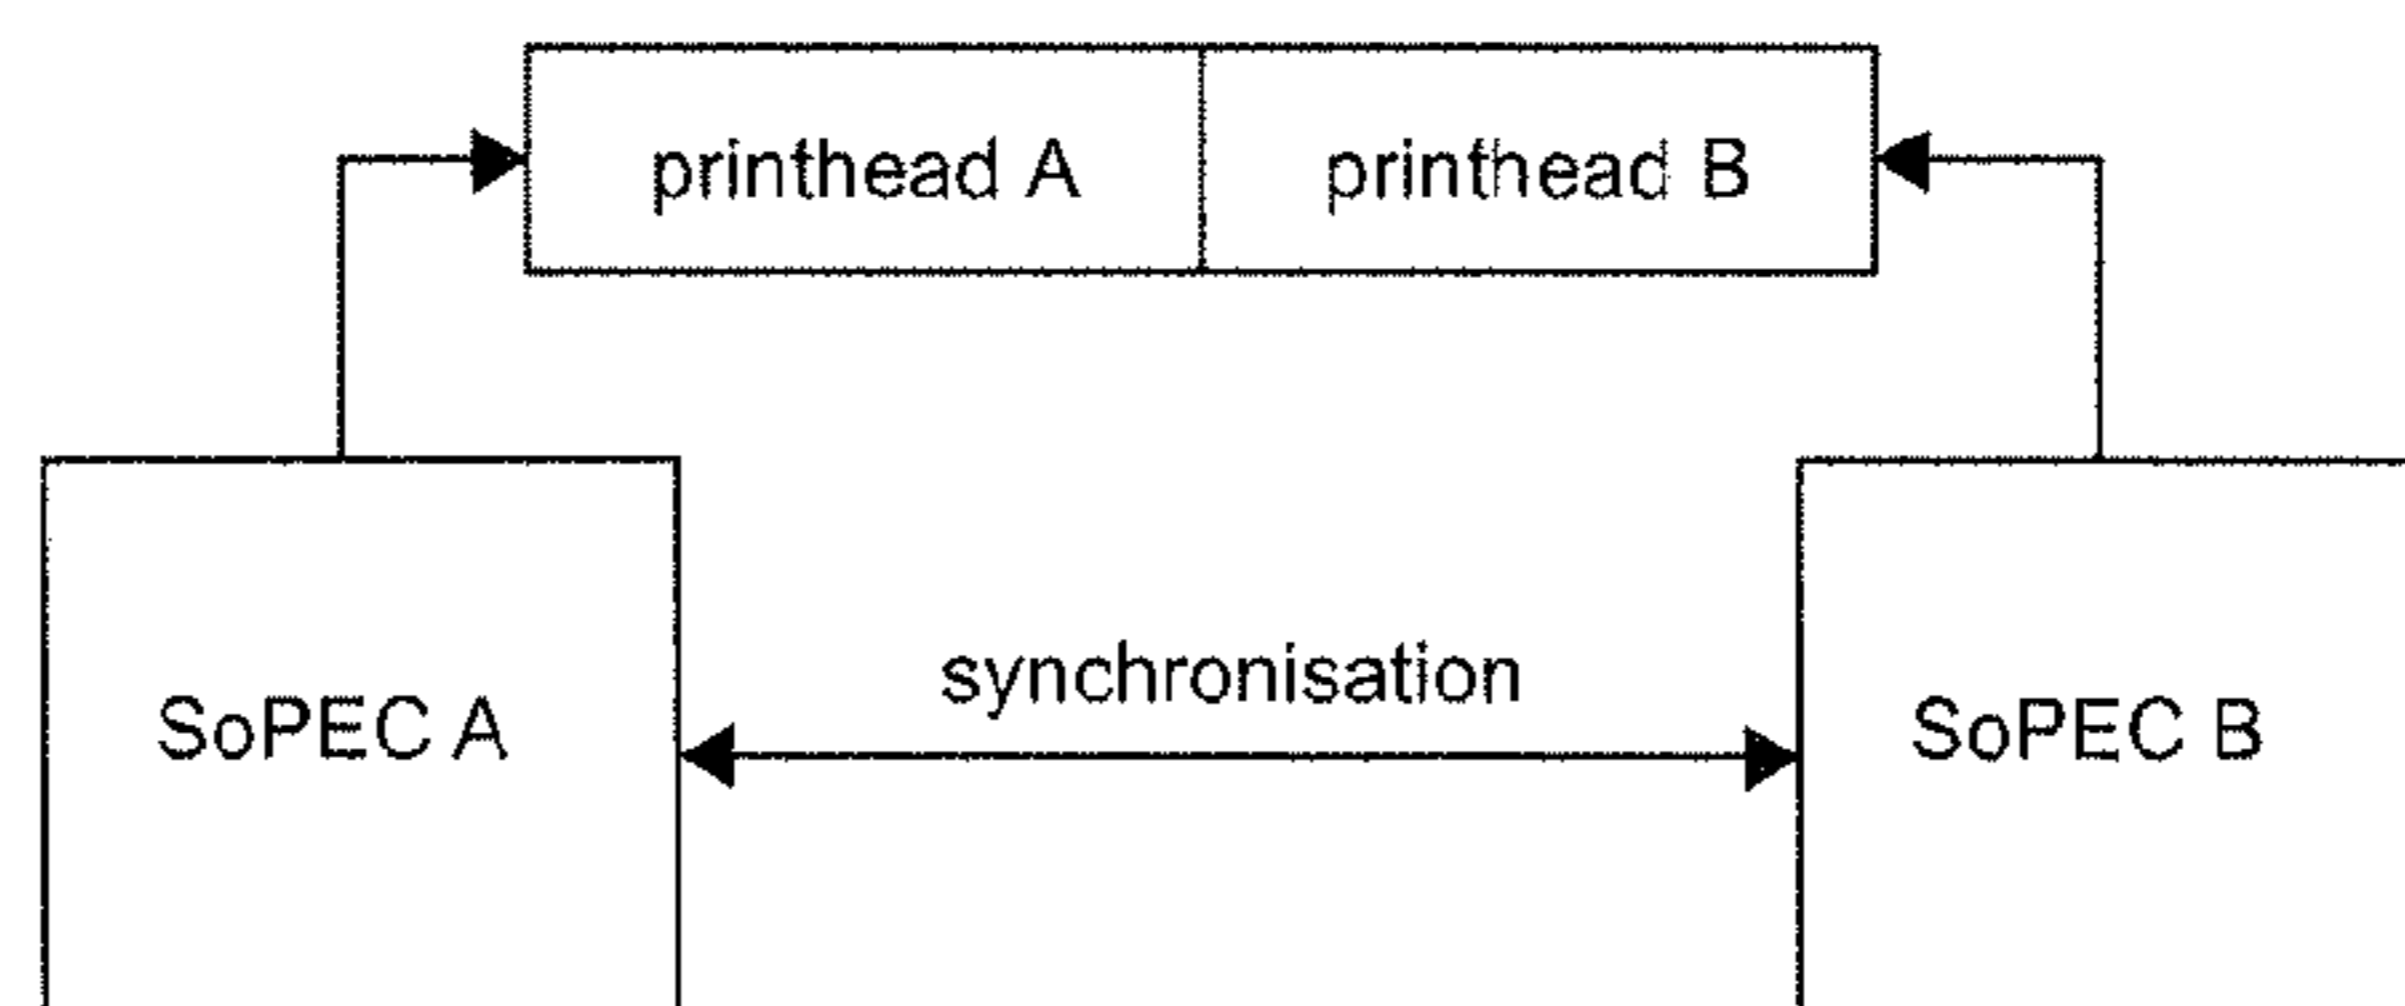 printhead A
printhead B
synchronisation
SoPEC A
SoPEC B